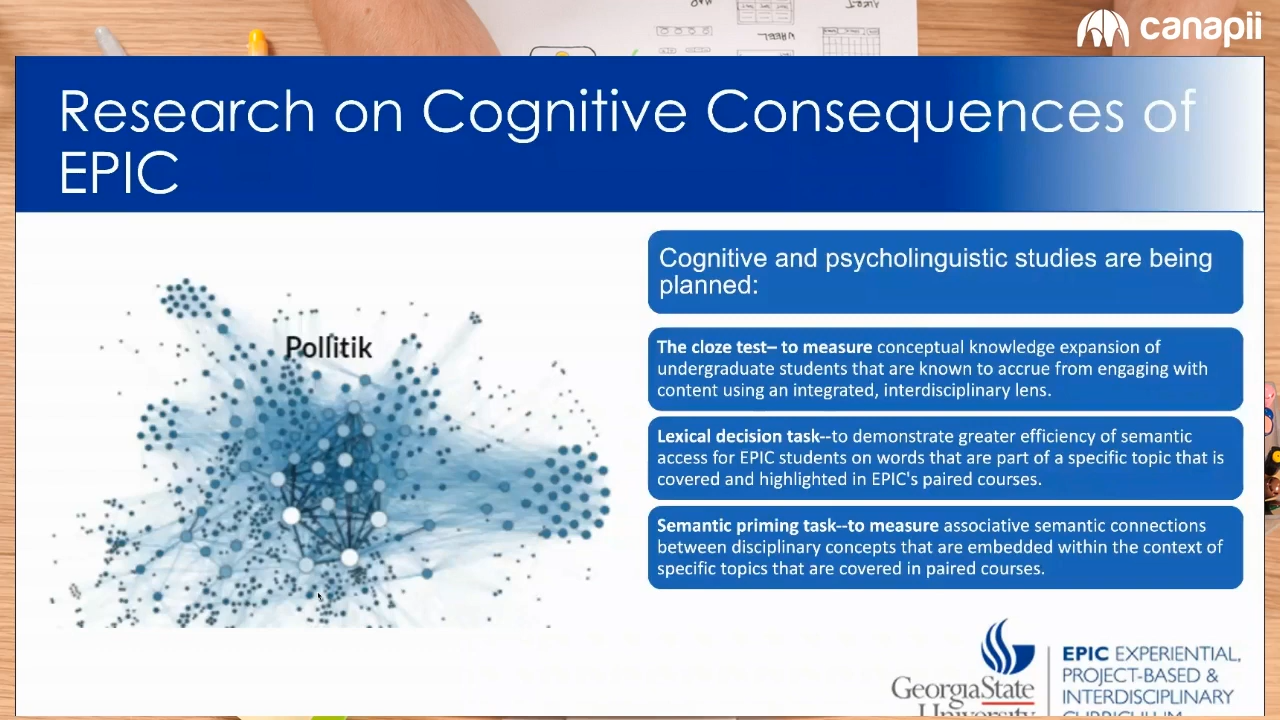 canapii
Research on Cognitive Consequences of
EPIC
Pollitik
Cognitive and psycholinguistic studies are being
planned:
The cloze test– to measure conceptual knowledge expansion of
undergraduate students that are known to accrue from engaging with
content using an integrated, interdisciplinary lens.
Lexical decision task--to demonstrate greater efficiency of semantic
access for EPIC students on words that are part of a specific topic that is
covered and highlighted in EPIC's paired courses.
Semantic priming task--to measure associative semantic connections
between disciplinary concepts that are embedded within the context of
specific topics that are covered in paired courses.
GeorgiaState
University
EPIC EXPERIENTIAL,
PROJECT-BASED &
INTERDISCIPLINARY
CURRICULUM